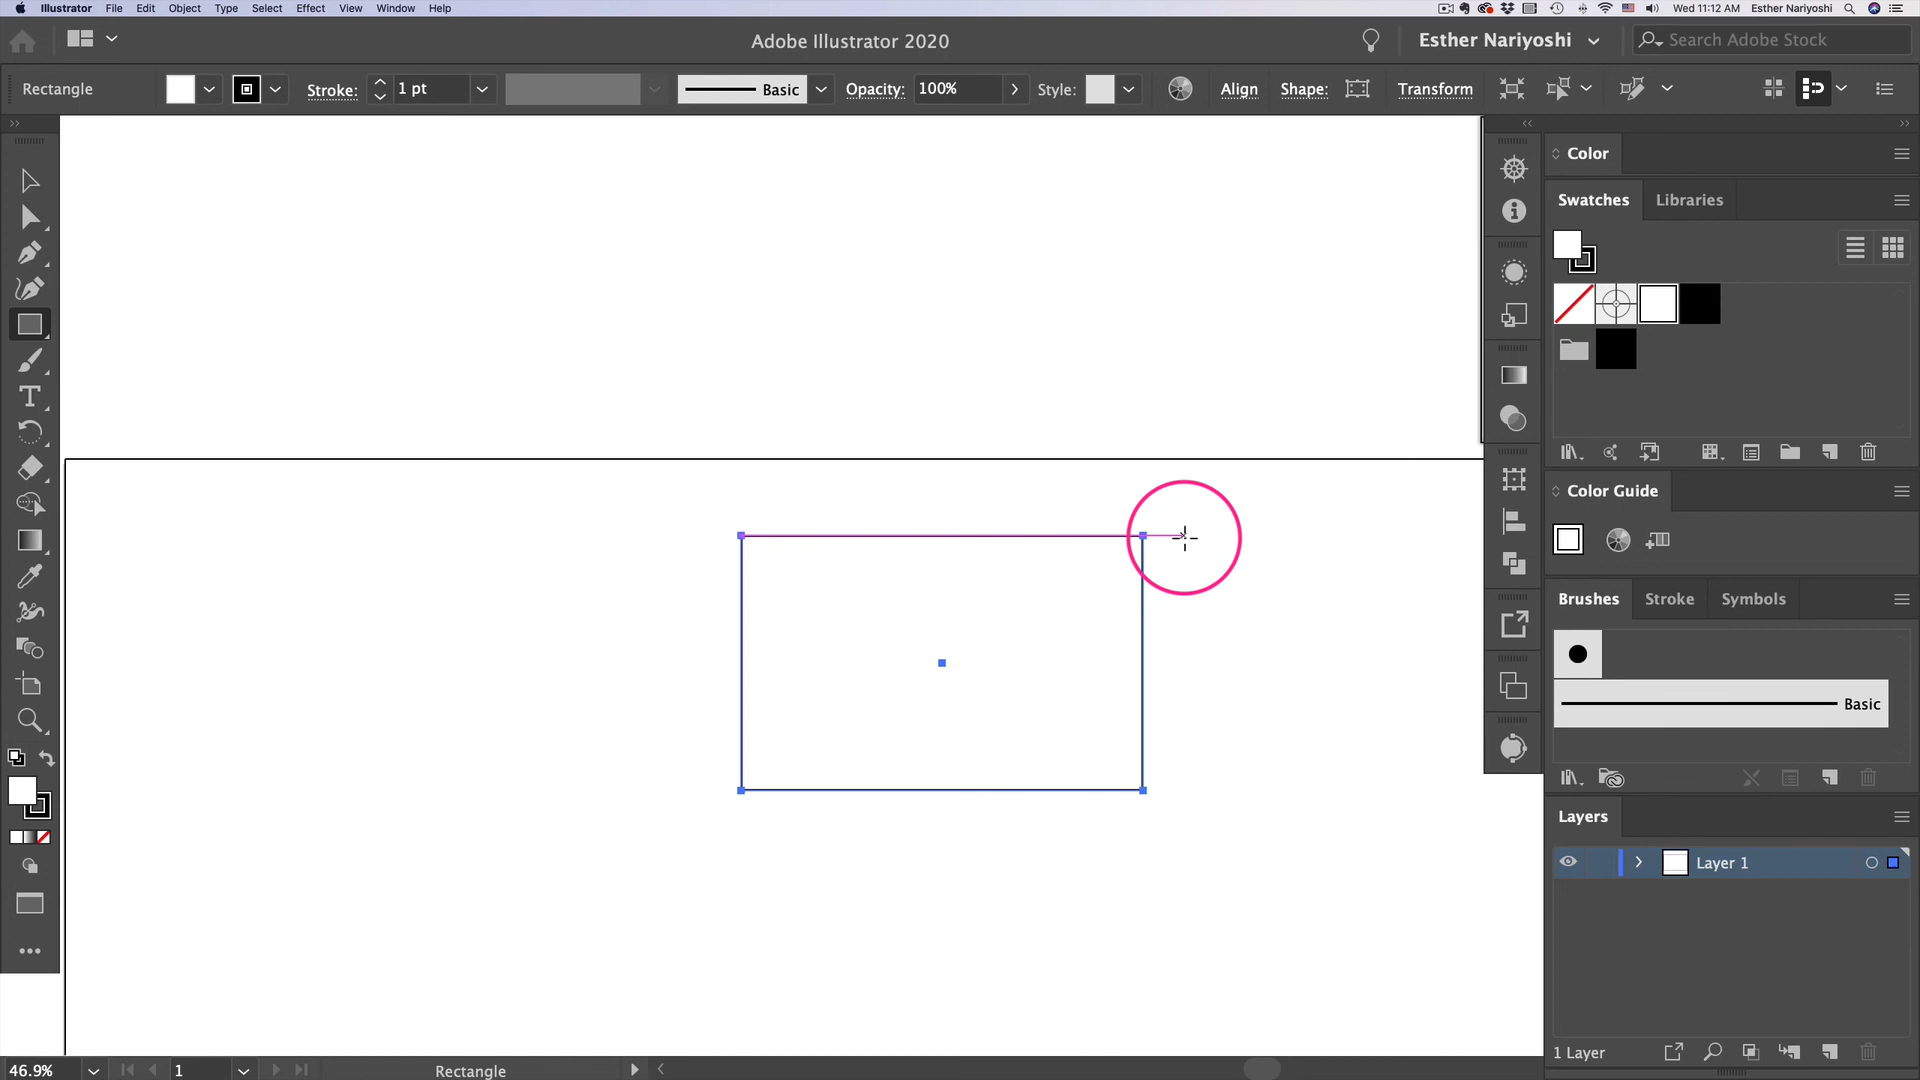 Illustrator File Edit Object Type Select Effect View Window Help Wed 11:12 AM Esther Nariyoshi
Adobe Illustrator 2020
Esther Nariyoshi
Search Adobe Stock
Rectangle
Stroke:
1 pt
Basic
Opacity:
100%
Style:
Align
Shape:
Transform
Color
Swatches
Libraries
Color Guide
Brushes
Stroke
Symbols
Basic
Layers
Layer 1
1 Layer
46.9%
1
Rectangle